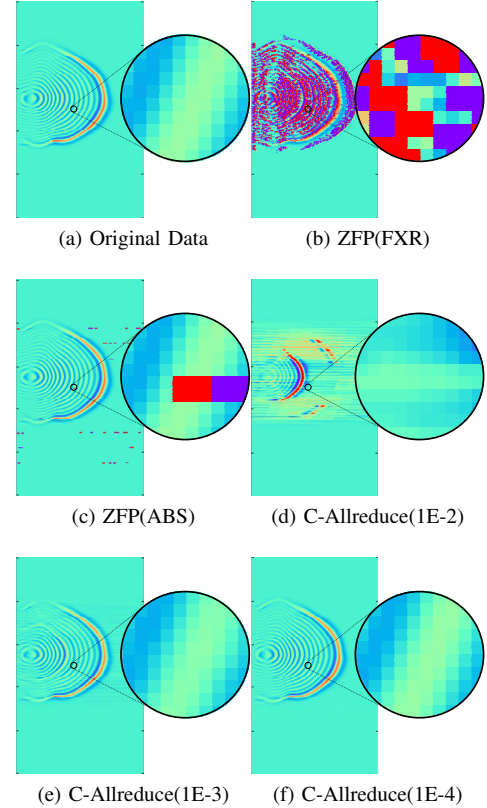 (a) Original Data
(b) ZFP(FXR)
(c) ZFP(ABS)
(d) C-Allreduce(1E-2)
(e) C-Allreduce(1E-3)
(f) C-Allreduce(1E-4)